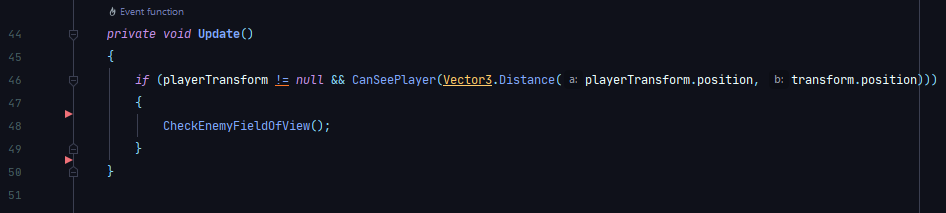 Event function
44 private void Update()
45 {
46 if (playerTransform != null && CanSeePlayer(Vector3.Distance( a: playerTransform.position, b: transform.position)))
47 {
48 CheckEnemyFieldOfView();
49 }
50 }
51